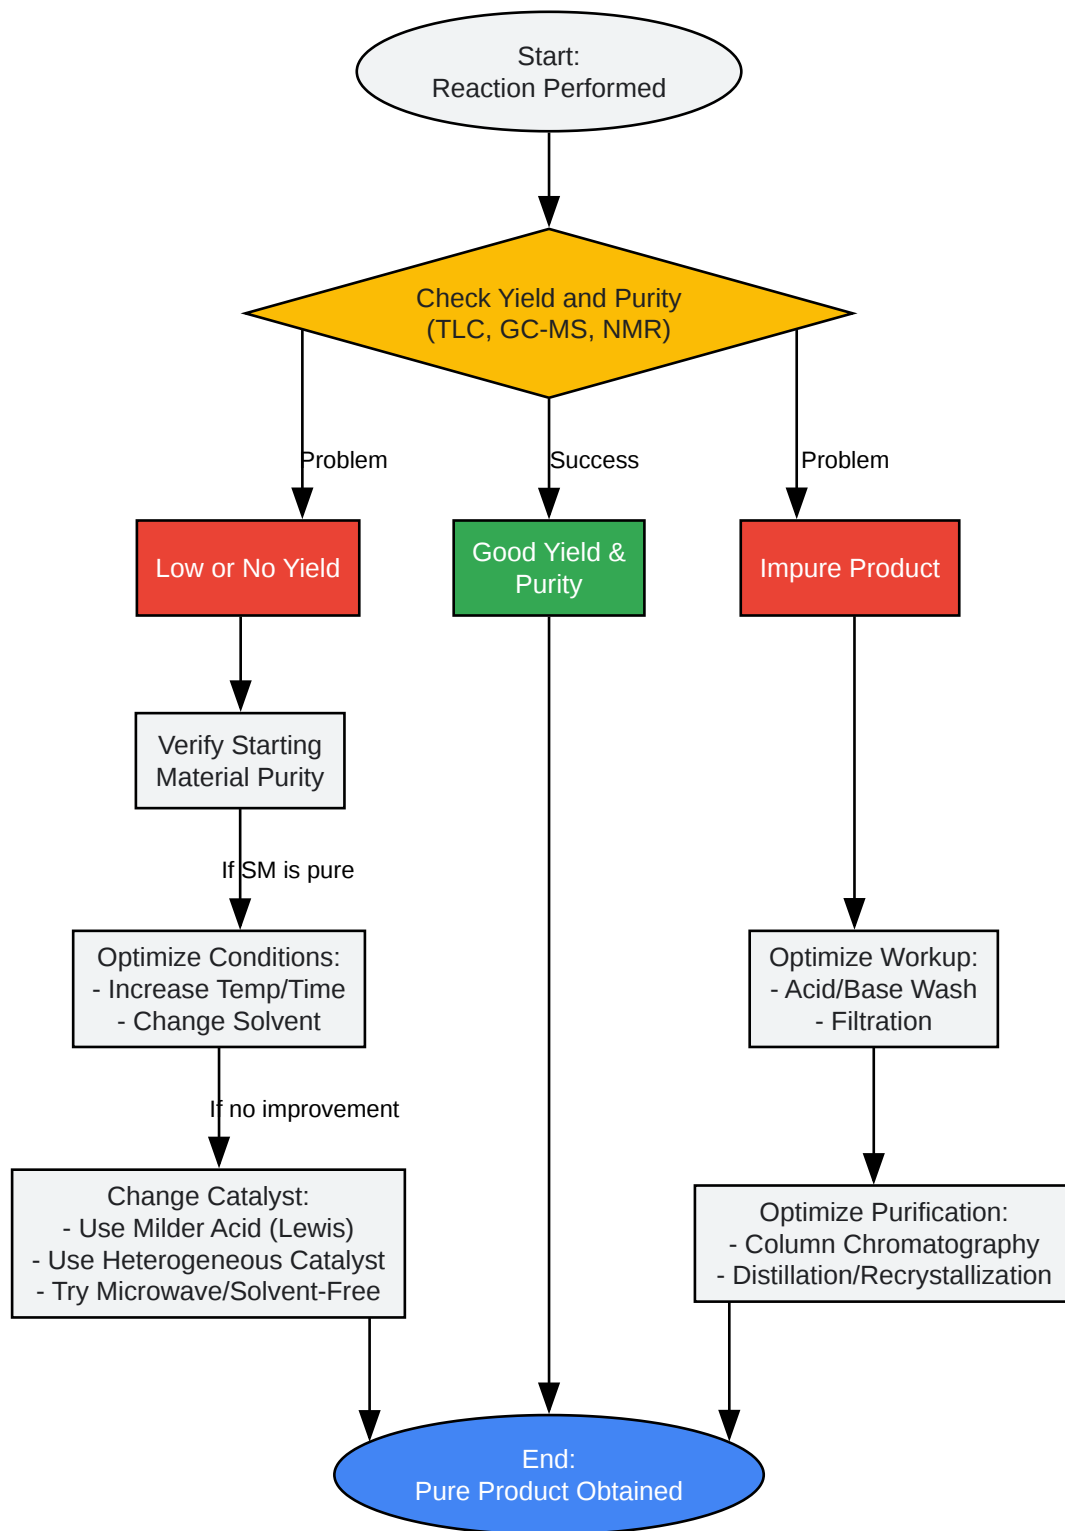 Start:
Reaction Performed
Check Yield and Purity
(TLC, GC-MS, NMR)
Problem
Success
Problem
Low or No Yield
Good Yield &
Purity
Impure Product
Verify Starting
Material Purity
If SM is pure
Optimize Conditions:
- Increase Temp/Time
- Change Solvent
Optimize Workup:
- Acid/Base Wash
- Filtration
If no improvement
Change Catalyst:
- Use Milder Acid (Lewis)
- Use Heterogeneous Catalyst
- Try Microwave/Solvent-Free
Optimize Purification:
- Column Chromatography
- Distillation/Recrystallization
End:
Pure Product Obtained